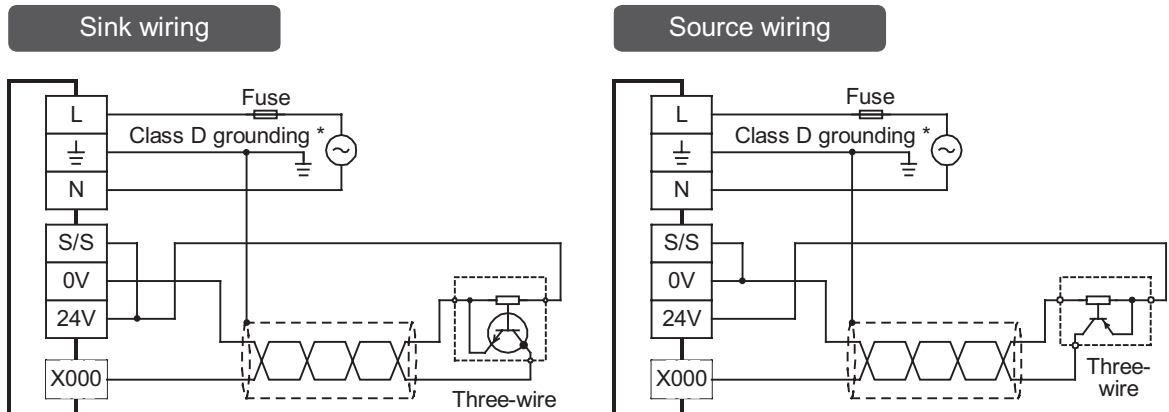 Sink wiring
Source wiring
L
Fuse
Class D grounding *
N
S/S
0V
24V
X000
Three-wire
L
Fuse
Class D grounding *
N
S/S
0V
24V
X000
Three-
wire